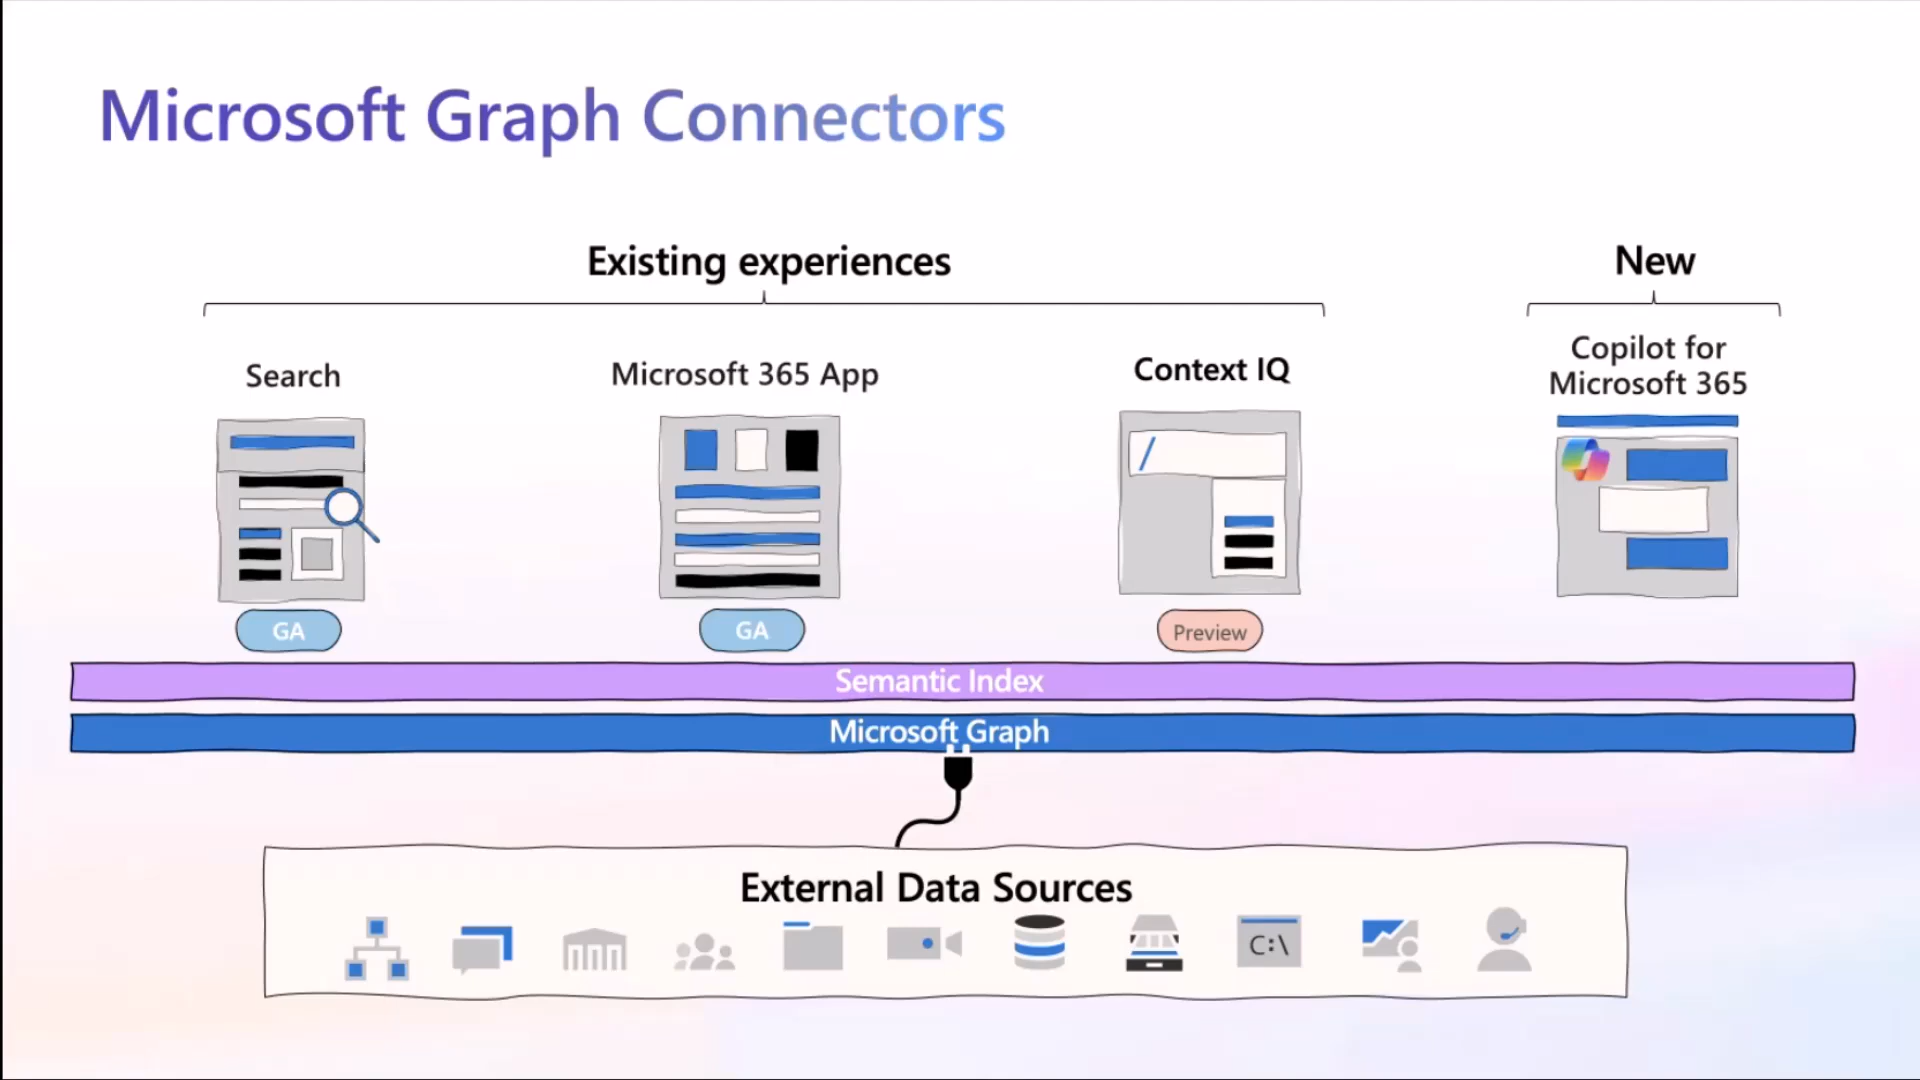 Microsoft Graph Connectors
Existing experiences
New
Search
Microsoft 365 App
Context IQ
Copilot for
Microsoft 365
/
GA
GA
Preview
Semantic Index
Microsoft Graph
External Data Sources
C:\